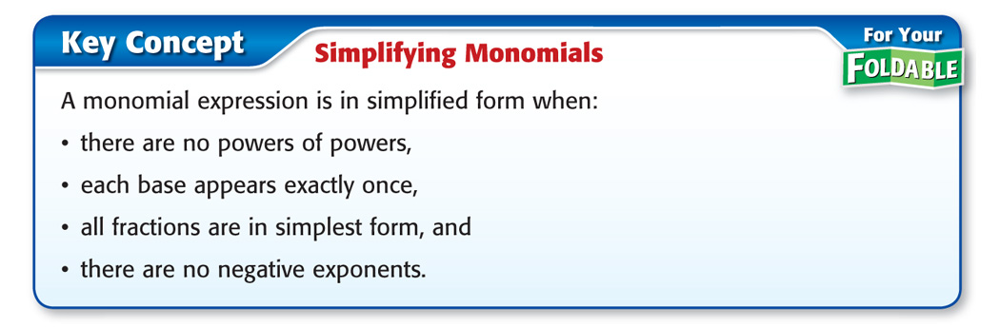 Key Concept
Simplifying Monomials
For Your
FOLDABLE
A monomial expression is in simplified form when:
• there are no powers of powers,
• each base appears exactly once,
• all fractions are in simplest form, and
• there are no negative exponents.